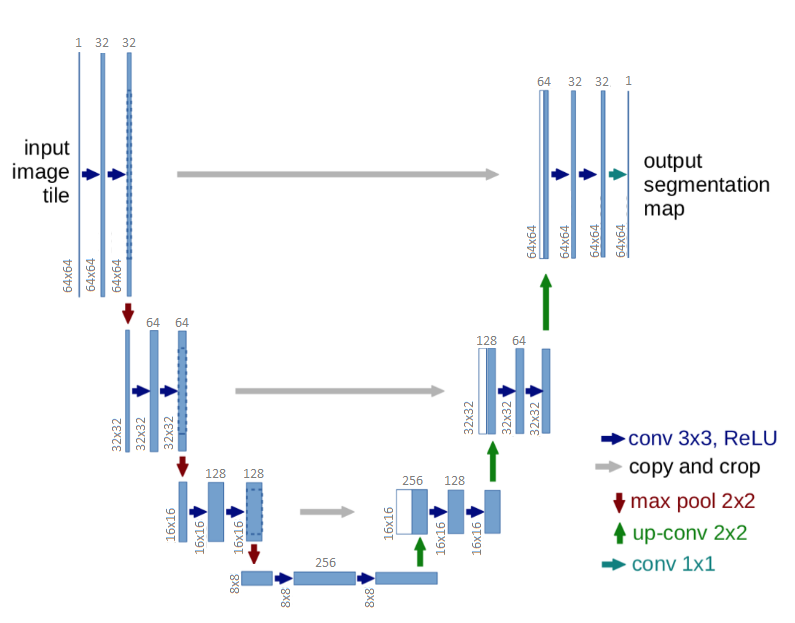 1 32 32
input
image
tile
64x64 64x64 64x64
64 32 32 1
output
segmentation
map
64x64 64x64 64x64 64x64
64 64
32x32 32x32 32x32
128 64
32x32 32x32 32x32
128 128
16x16 16x16 16x16
256 128
16x16 16x16 16x16
256
8x8 8x8 8x8
conv 3x3, ReLU
copy and crop
max pool 2x2
up-conv 2x2
conv 1x1